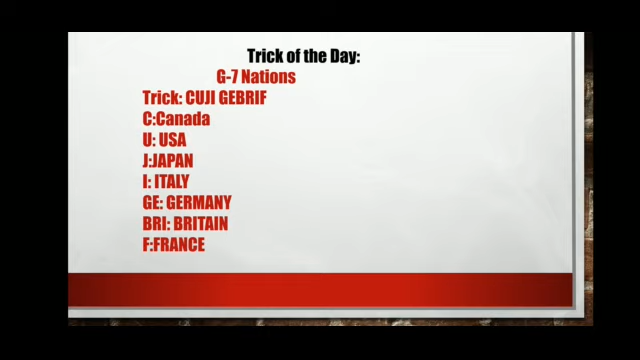 Trick of the Day:
G-7 Nations
Trick: CUJI GEBRIF
C:Canada
U: USA
J:JAPAN
I: ITALY
GE: GERMANY
BRI: BRITAIN
F:FRANCE